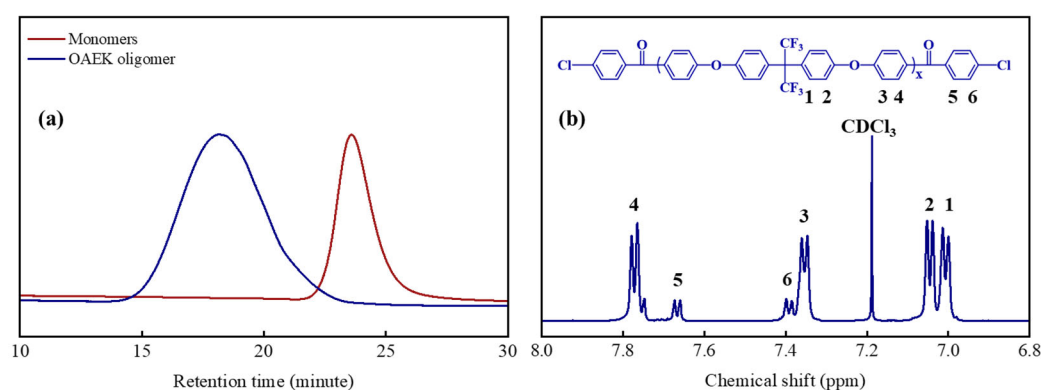 Monomers
OAEK oligomer
(a)
10 15 20 25 30
Retention time (minute)
Cl O ( O CF₃ CF₃ O )x O Cl
1 2 3 4 5 6
(b)
CDCl₃
4 5 6 3 2 1
8.0 7.8 7.6 7.4 7.2 7.0 6.8
Chemical shift (ppm)